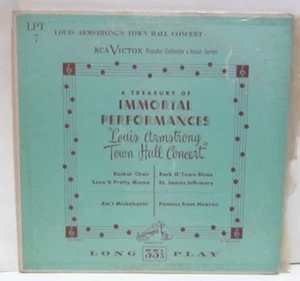 LPT
7
LOUIS ARMSTRONG'S TOWN HALL CONCERT
RCA VICTOR Popular Collector's Issue Series
A TREASURY OF
IMMORTAL
PERFORMANCES
"Louis Armstrong
Town Hall Concert"
Rockin' Chair Back O'Town Blues
Save It Pretty Mama St. James Infirmary
Ain't Misbehavin' Pennies from Heaven
LONG 33 1/3 PLAY